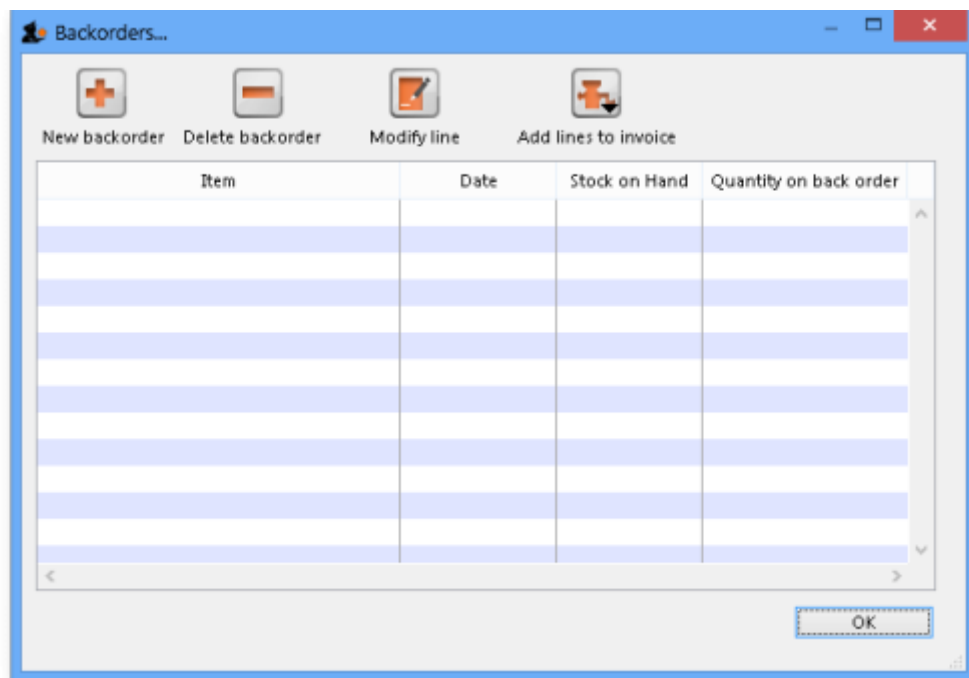 Backorders...
New backorder Delete backorder Modify line Add lines to invoice
Item Date Stock on Hand Quantity on back order
OK